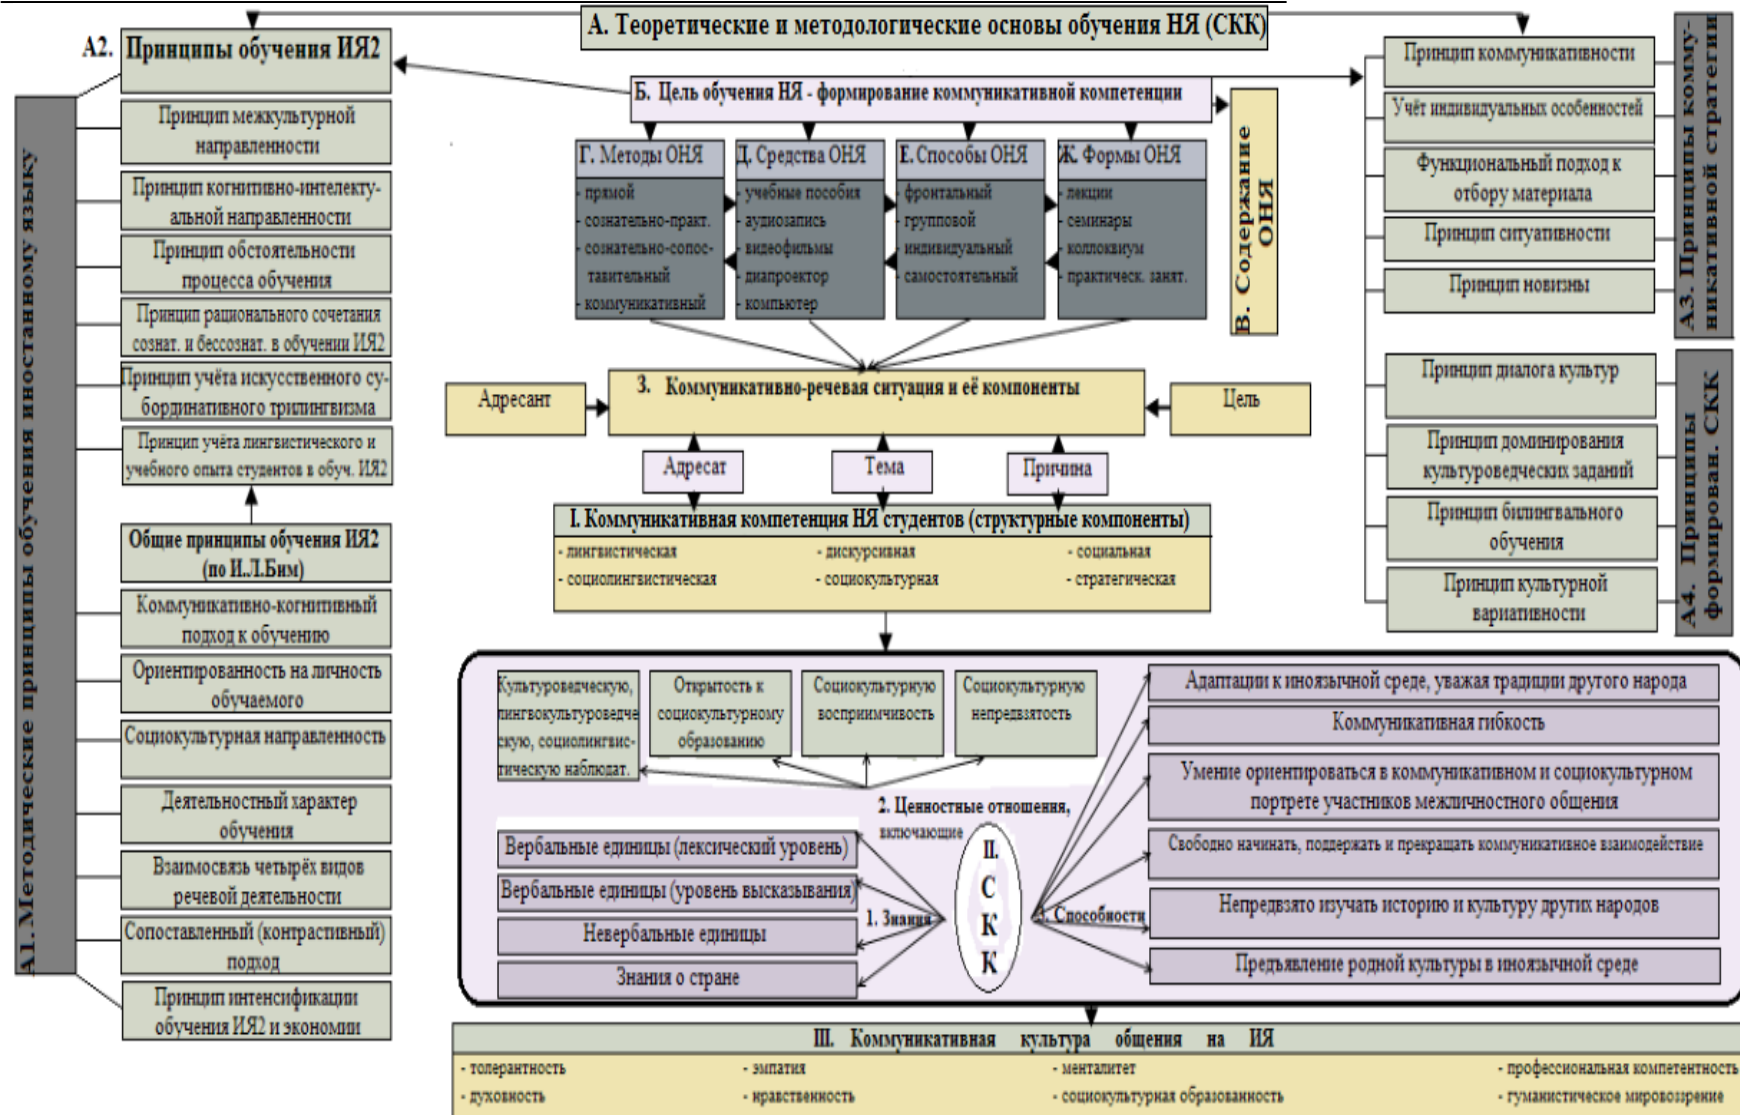 А. Теоретические и методологические основы обучения НЯ (СКК)
А2.
Принципы обучения ИЯ2
Принцип межкультурной
направленности
Принцип когнитивно-интелекту-
альной направленности
Принцип обстоятельности
процесса обучения
Принцип рационального сочетания
сознат. и бессознат. в обучении ИЯ2
Принцип учёта искусственного су-
бординативного трилингвизма
Принцип учёта лингвистического и
учебного опыта студентов в обуч. ИЯ2
Общие принципы обучения ИЯ2
(по И.Л.Бим)
Коммуникативно-когнитивный
подход к обучению
Ориентированность на личность
обучаемого
Социокультурная направленность
Деятельностный характер
обучения
Взаимосвязь четырёх видов
речевой деятельности
Сопоставленный (контрастивный)
подход
Принцип интенсификации
обучения ИЯ2 и экономии
А1. Методические принципы обучения иностаному языку
Б. Цель обучения НЯ - формирование коммуникативной компетенции
Г. Методы ОНЯ
- прямой
- сознательно-практ.
- сознательно-сопос-
тавительный
- коммуникативный
Д. Средства ОНЯ
- учебные пособия
- аудиозапись
- видеофильмы
- диапроектор
- компьютер
Е. Способы ОНЯ
- фронтальный
- групповой
- индивидуальный
- самостоятельный
Ж. Формы ОНЯ
- лекции
- семинары
- коллоквиум
- практическ. занят.
В. Содержание
ОНЯ
Адресант
З. Коммуникативно-речевая ситуация и её компоненты
Цель
Адресат
Тема
Причина
I. Коммуникативная компетенция НЯ студентов (структурные компоненты)
- лингвистическая
- дискурсивная
- социальная
- социолингвистическая
- социокультурная
- стратегическая
Принцип коммуникативности
Учёт индивидуальных особенностей
Функциональный подход к
отбору материала
Принцип ситуативности
Принцип новизны
А3. Принципы комму-
никативной стратегии
Принцип диалога культур
Принцип доминирования
культуроведческих заданий
Принцип билингвального
обучения
Принцип культурной
вариативности
А4. Принципы
формирован. СКК
Культуроведческую,
лингвокультуроведче
скую, социолингвис-
тическую наблюдат.
Открытость к
социокультурному
образованию
Социокультурную
восприимчивость
Социокультурную
непредвзятость
2. Ценностные отношения,
включающие
Вербальные единицы (лексический уровень)
Вербальные единицы (уровень высказывания)
Невербальные единицы
Знания о стране
1. Знания
II.
С
К
К
3. Способности
Адаптации к иноязычной среде, уважая традиции другого народа
Коммуникативная гибкость
Умение ориентироваться в коммуникативном и социокультурном
портрете участников межличностного общения
Свободно начинать, поддержать и прекращать коммуникативное взаимодействие
Непредвзято изучать историю и культуру других народов
Предъявление родной культуры в иноязычной среде
III. Коммуникативная культура общения на ИЯ
- толерантность
- эмпатия
- менталитет
- профессиональная компетентность
- духовность
- нравственность
- социокультурная образованность
- гуманистическое мировоззрение